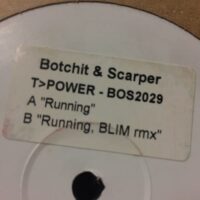 Botchit & Scarper
T>POWER - BOS2029
A "Running"
B "Running, BLIM rmx"